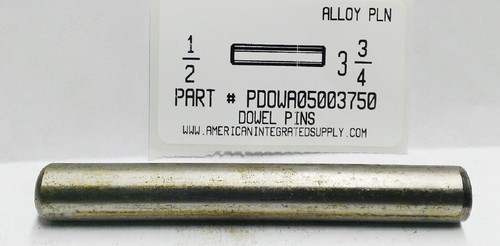 ALLOY PLN
1/2 3 3/4
PART # PDOWA05003750
DOWEL PINS
WWW.AMERICANINTEGRATEDSUPPLY.COM